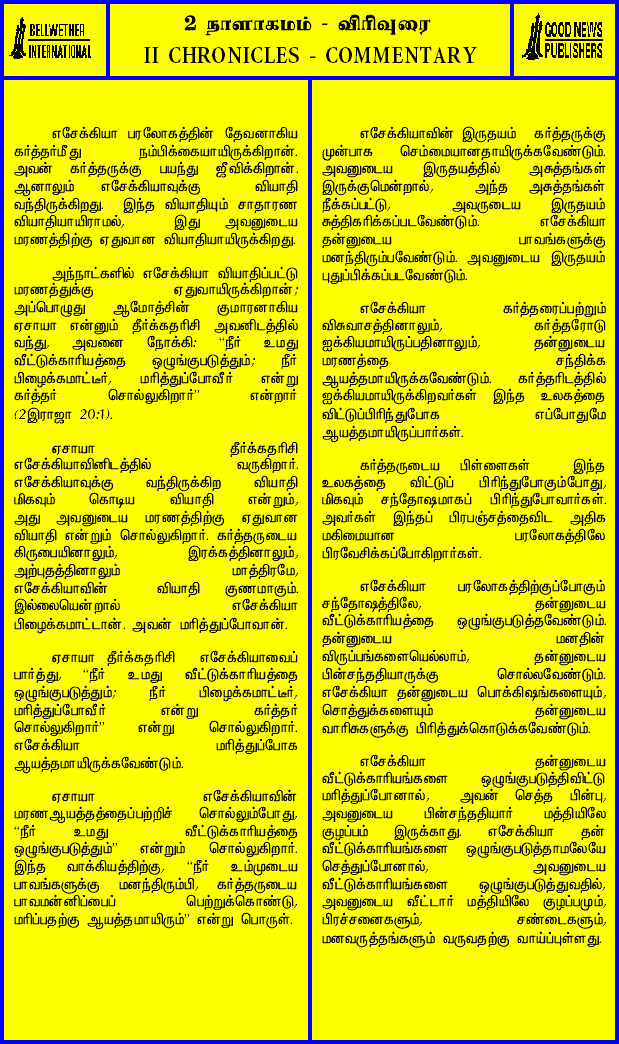 BELLWETHER
INTERNATIONAL
2 நாளாகமம் - விரிவுரை
II CHRONICLES - COMMENTARY
GOOD NEWS
PUBLISHERS
எசேக்கியா பரலோகத்தின் தேவனாகிய
கர்த்தர்மீது நம்பிக்கையாயிருக்கிறான்.
அவன் கர்த்தருக்கு பயந்து ஜீவிக்கிறான்.
ஆனாலும் எசேக்கியாவுக்கு வியாதி
வந்திருக்கிறது. இந்த வியாதியும் சாதாரண
வியாதியாயிராமல், இது அவனுடைய
மரணத்திற்கு ஏதுவான வியாதியாயிருக்கிறது.
அந்நாட்களில் எசேக்கியா வியாதிப்பட்டு
மரணத்துக்கு ஏதுவாயிருக்கிறான்;
அப்பொழுது ஆமோத்சின் குமாரனாகிய
ஏசாயா என்னும் தீர்க்கதரிசி அவனிடத்தில்
வந்து, அவனை நோக்கி: “நீர் உமது
வீட்டுக்காரியத்தை ஒழுங்குபடுத்தும்; நீர்
பிழைக்கமாட்டீர், மரித்துப்போவீர் என்று
கர்த்தர் சொல்லுகிறார்” என்றார்
(2இராஜா 20:1).
ஏசாயா தீர்க்கதரிசி
எசேக்கியாவினிடத்தில் வருகிறார்.
எசேக்கியாவுக்கு வந்திருக்கிற வியாதி
மிகவும் கொடிய வியாதி என்றும்,
அது அவனுடைய மரணத்திற்கு ஏதுவான
வியாதி என்றும் சொல்லுகிறார். கர்த்தருடைய
கிருபையினாலும், இரக்கத்தினாலும்,
அற்புதத்தினாலும் மாத்திரமே,
எசேக்கியாவின் வியாதி குணமாகும்.
இல்லையென்றால் எசேக்கியா
பிழைக்கமாட்டான். அவன் மரித்துப்போவான்.
ஏசாயா தீர்க்கதரிசி எசேக்கியாவைப்
பார்த்து, “நீர் உமது வீட்டுக்காரியத்தை
ஒழுங்குபடுத்தும்; நீர் பிழைக்கமாட்டீர்,
மரித்துப்போவீர் என்று கர்த்தர்
சொல்லுகிறார்” என்று சொல்லுகிறார்.
எசேக்கியா மரித்துப்போக
ஆயத்தமாயிருக்கவேண்டும்.
ஏசாயா எசேக்கியாவின்
மரணஆயத்தத்தைப்பற்றிச் சொல்லும்போது,
“நீர் உமது வீட்டுக்காரியத்தை
ஒழுங்குபடுத்தும்” என்றும் சொல்லுகிறார்.
இந்த வாக்கியத்திற்கு, “நீர் உம்முடைய
பாவங்களுக்கு மனந்திரும்பி, கர்த்தருடைய
பாவமன்னிப்பைப் பெற்றுக்கொண்டு,
மரிப்பதற்கு ஆயத்தமாயிரும்” என்று பொருள்.
எசேக்கியாவின் இருதயம் கர்த்தருக்கு
முன்பாக செம்மையானதாயிருக்கவேண்டும்.
அவனுடைய இருதயத்தில் அசுத்தங்கள்
இருக்குமென்றால், அந்த அசுத்தங்கள்
நீக்கப்பட்டு, அவருடைய இருதயம்
சுத்திகரிக்கப்படவேண்டும். எசேக்கியா
தன்னுடைய பாவங்களுக்கு
மனந்திரும்பவேண்டும். அவனுடைய இருதயம்
புதுப்பிக்கப்படவேண்டும்.
எசேக்கியா கர்த்தரைப்பற்றும்
விசுவாசத்தினாலும், கர்த்தரோடு
ஐக்கியமாயிருப்பதினாலும், தன்னுடைய
மரணத்தை சந்திக்க
ஆயத்தமாயிருக்கவேண்டும். கர்த்தரிடத்தில்
ஐக்கியமாயிருக்கிறவர்கள் இந்த உலகத்தை
விட்டுப்பிரிந்துபோக எப்போதுமே
ஆயத்தமாயிருப்பார்கள்.
கர்த்தருடைய பிள்ளைகள் இந்த
உலகத்தை விட்டுப் பிரிந்துபோகும்போது,
மிகவும் சந்தோஷமாகப் பிரிந்துபோவார்கள்.
அவர்கள் இந்தப் பிரபஞ்சத்தைவிட அதிக
மகிமையான பரலோகத்திலே
பிரவேசிக்கப்போகிறார்கள்.
எசேக்கியா பரலோகத்திற்குப்போகும்
சந்தோஷத்திலே, தன்னுடைய
வீட்டுக்காரியத்தை ஒழுங்குபடுத்தவேண்டும்.
தன்னுடைய மனதின்
விருப்பங்களையெல்லாம், தன்னுடைய
பின்சந்ததியாருக்கு சொல்லவேண்டும்.
எசேக்கியா தன்னுடைய பொக்கிஷங்களையும்,
சொத்துக்களையும் தன்னுடைய
வாரிசுகளுக்கு பிரித்துக்கொடுக்கவேண்டும்.
எசேக்கியா தன்னுடைய
வீட்டுக்காரியங்களை ஒழுங்குபடுத்திவிட்டு
மரித்துப்போனால், அவன் செத்த பின்பு,
அவனுடைய பின்சந்ததியார் மத்தியிலே
குழப்பம் இருக்காது. எசேக்கியா தன்
வீட்டுக்காரியங்களை ஒழுங்குபடுத்தாமலேயே
செத்துப்போனால், அவனுடைய
வீட்டுக்காரியங்களை ஒழுங்குபடுத்துவதில்,
அவனுடைய வீட்டார் மத்தியிலே குழப்பமும்,
பிரச்சனைகளும், சண்டைகளும்,
மனவருத்தங்களும் வருவதற்கு வாய்ப்புள்ளது.